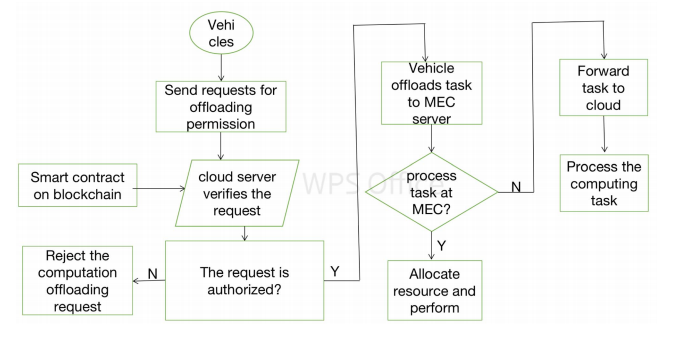 Vehi
cles
Send requests for
offloading
permission
Smart contract
on blockchain
cloud server
verifies the
request
Reject the
computation
offloading
request
N
The request is
authorized?
Y
Vehicle
offloads task
to MEC
server
process
task at
MEC?
N
Y
Allocate
resource and
perform
Forward
task to
cloud
Process the
computing
task
WPS Office